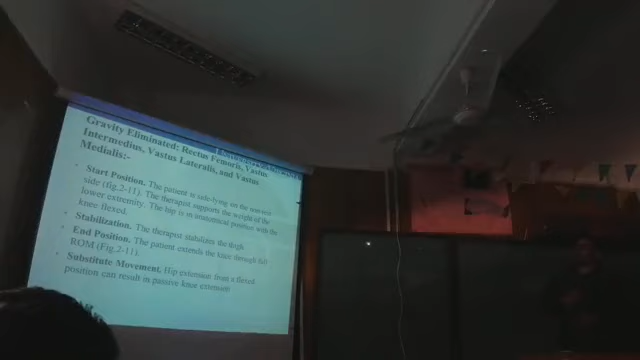 Gravity Eliminated: Rectus Femoris, Vastus
Intermedius, Vastus Lateralis, and Vastus
Medialis:-
• Start Position. The patient is side-lying on the non-test
side (fig.2-11). The therapist supports the weight of the
lower extremity. The hip is in anatomical position with the
knee flexed.
• Stabilization. The therapist stabilizes the thigh
• End Position. The patient extends the knee through full
ROM (Fig.2-11).
• Substitute Movement. Hip extension from a flexed
position can result in passive knee extension